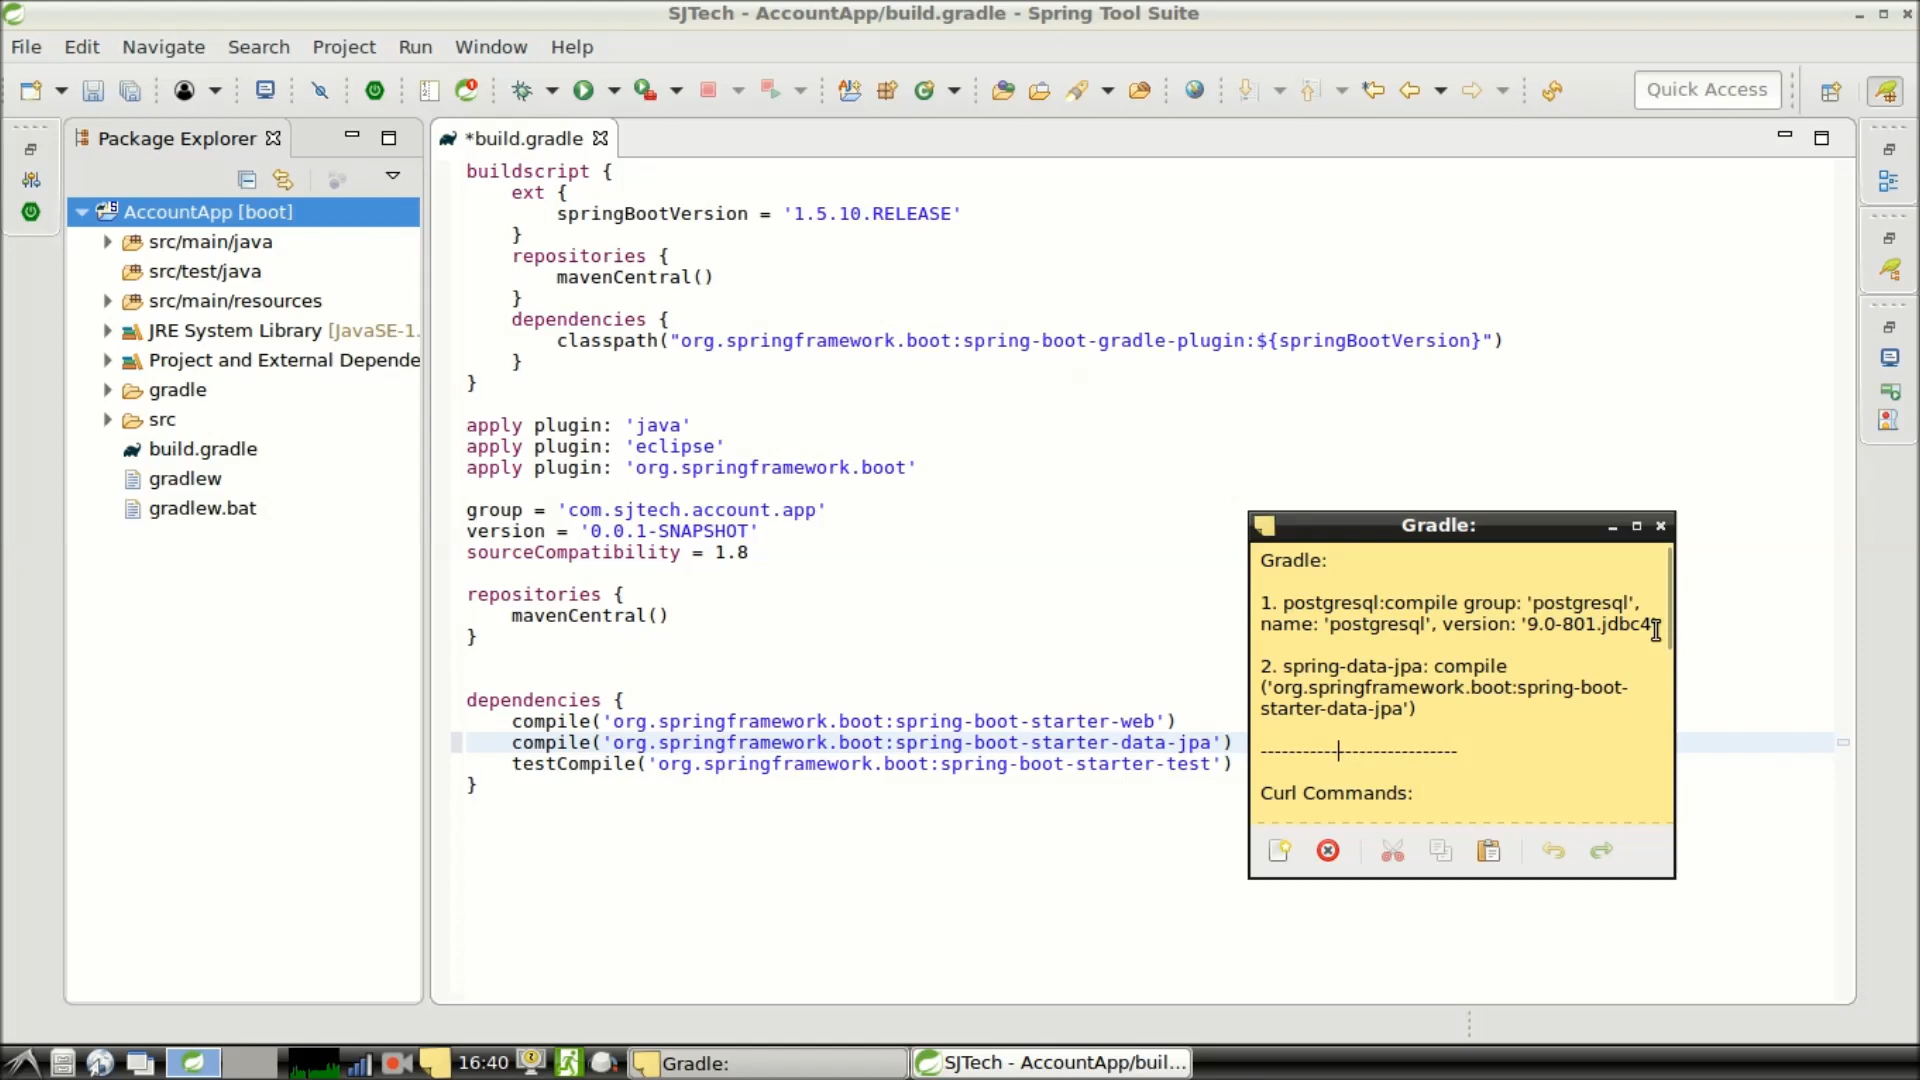 SJTech - AccountApp/build.gradle - Spring Tool Suite
File Edit Navigate Search Project Run Window Help
Quick Access
Package Explorer
*build.gradle
AccountApp [boot]
src/main/java
src/test/java
src/main/resources
JRE System Library [JavaSE-1.
Project and External Depende
gradle
src
build.gradle
gradlew
gradlew.bat
buildscript {
ext {
springBootVersion = '1.5.10.RELEASE'
}
repositories {
mavenCentral()
}
dependencies {
classpath("org.springframework.boot:spring-boot-gradle-plugin:${springBootVersion}")
}
}
apply plugin: 'java'
apply plugin: 'eclipse'
apply plugin: 'org.springframework.boot'
group = 'com.sjtech.account.app'
version = '0.0.1-SNAPSHOT'
sourceCompatibility = 1.8
repositories {
mavenCentral()
}
dependencies {
compile('org.springframework.boot:spring-boot-starter-web')
compile('org.springframework.boot:spring-boot-starter-data-jpa')
testCompile('org.springframework.boot:spring-boot-starter-test')
}
Gradle:
Gradle:
1. postgresql:compile group: 'postgresql',
name: 'postgresql', version: '9.0-801.jdbc4
2. spring-data-jpa: compile
('org.springframework.boot:spring-boot-
starter-data-jpa')
----------------------------
Curl Commands:
16:40
Gradle:
SJTech - AccountApp/buil...